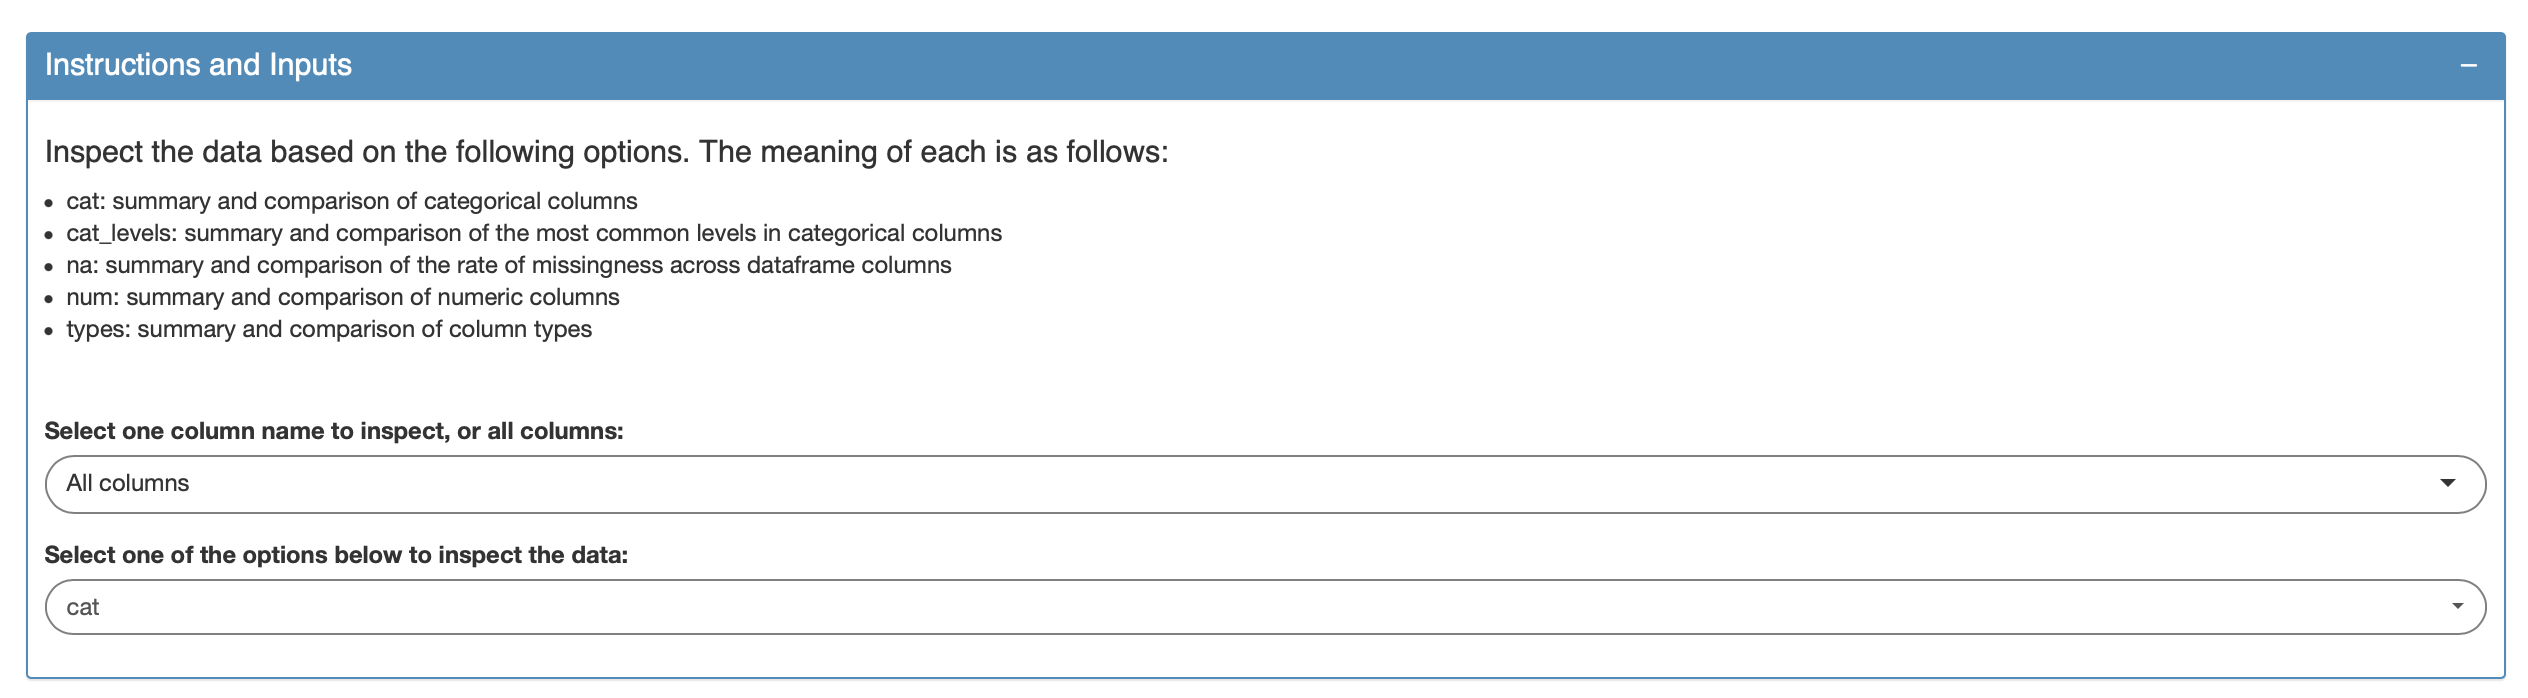 Instructions and Inputs
Inspect the data based on the following options. The meaning of each is as follows:
cat: summary and comparison of categorical columns
cat_levels: summary and comparison of the most common levels in categorical columns
na: summary and comparison of the rate of missingness across dataframe columns
num: summary and comparison of numeric columns
types: summary and comparison of column types
Select one column name to inspect, or all columns:
All columns
Select one of the options below to inspect the data:
cat